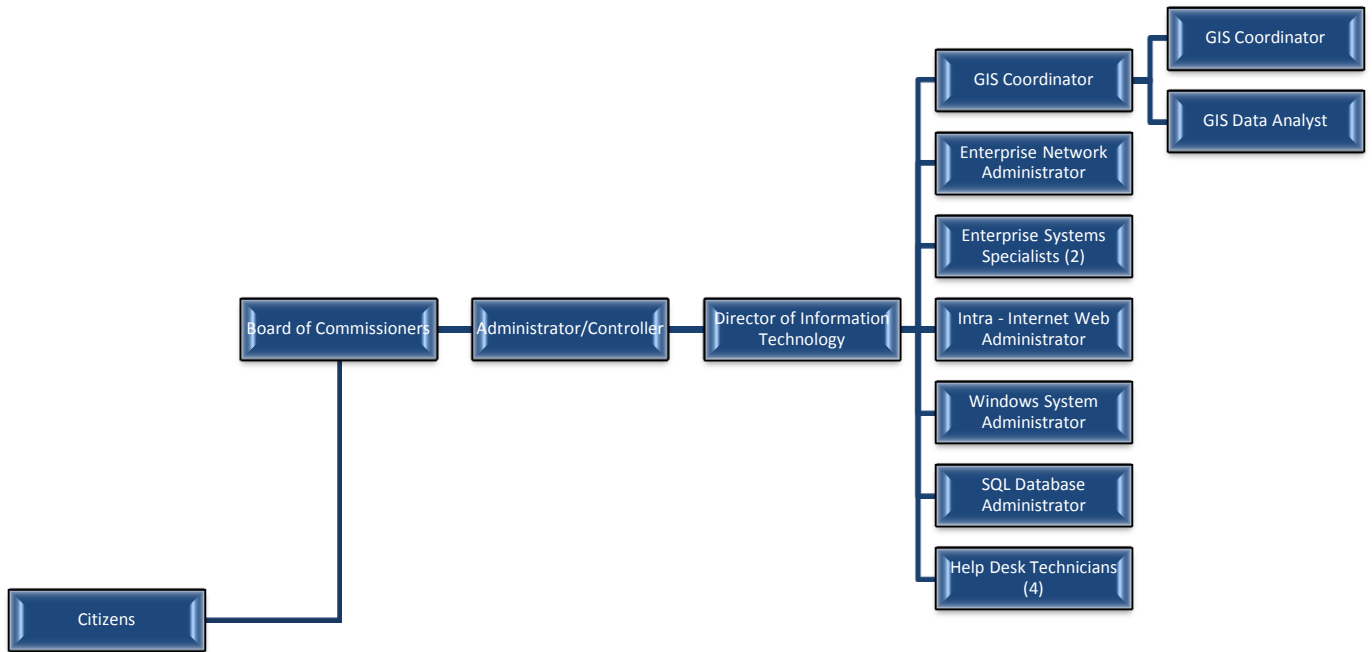 GIS Coordinator
GIS Coordinator
GIS Data Analyst
Enterprise Network
Administrator
Enterprise Systems
Specialists (2)
Board of Commissioners
Administrator/Controller
Director of Information
Technology
Intra - Internet Web
Administrator
Windows System
Administrator
SQL Database
Administrator
Help Desk Technicians
(4)
Citizens